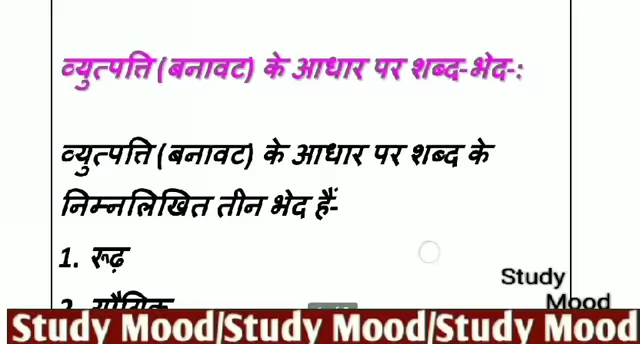 व्युत्पत्ति (बनावट) के आधार पर शब्द-भेद-:
व्युत्पत्ति (बनावट) के आधार पर शब्द के
निम्नलिखित तीन भेद हैं-
1. रूढ़
2. यौगिक
Study
Mood
Study Mood/Study Mood/Study Mood